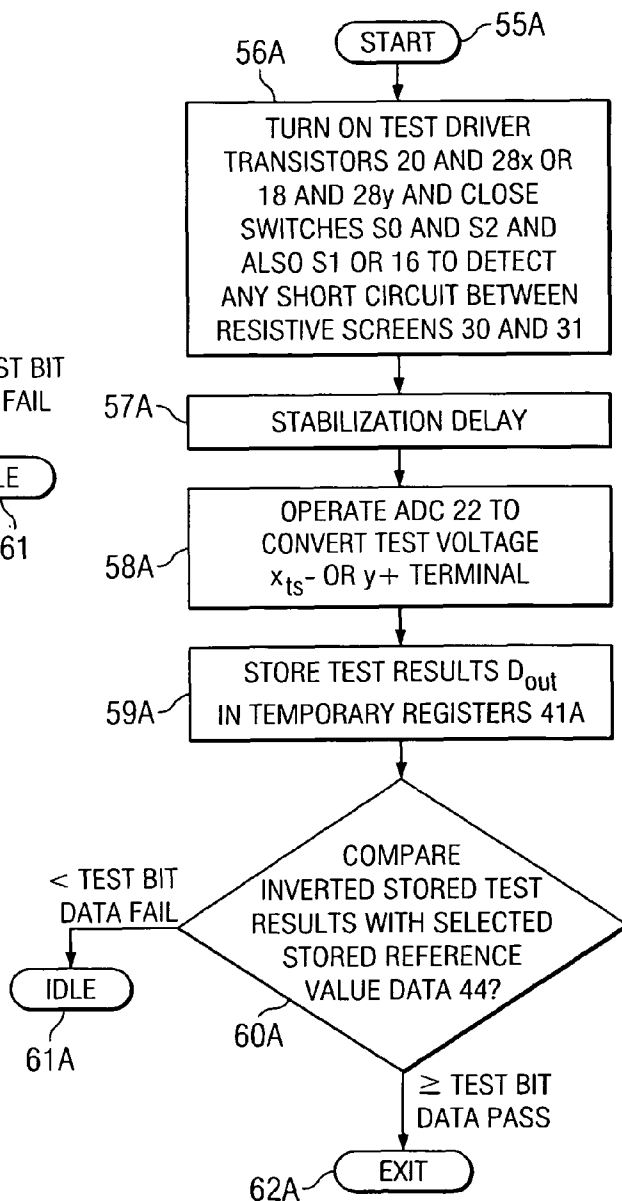 START
55A
56A
TURN ON TEST DRIVER
TRANSISTORS 20 AND 28x OR
18 AND 28y AND CLOSE
SWITCHES S0 AND S2 AND
ALSO S1 OR 16 TO DETECT
ANY SHORT CIRCUIT BETWEEN
RESISTIVE SCREENS 30 AND 31
ST BIT
FAIL
LE
61
57A
STABILIZATION DELAY
58A
OPERATE ADC 22 TO
CONVERT TEST VOLTAGE
xts- OR y+ TERMINAL
59A
STORE TEST RESULTS Dout
IN TEMPORARY REGISTERS 41A
COMPARE
INVERTED STORED TEST
RESULTS WITH SELECTED
STORED REFERENCE
VALUE DATA 44?
60A
< TEST BIT
DATA FAIL
IDLE
61A
≥ TEST BIT
DATA PASS
EXIT
62A